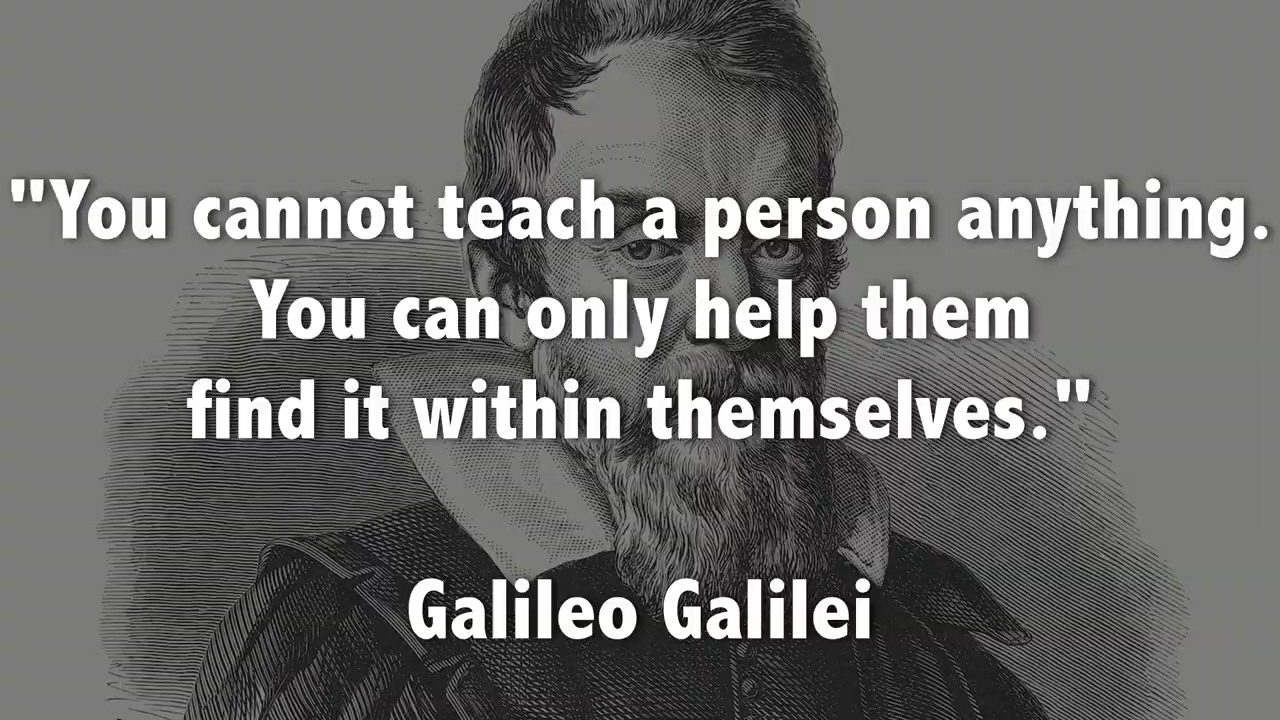 "You cannot teach a person anything.
You can only help them
find it within themselves."
Galileo Galilei